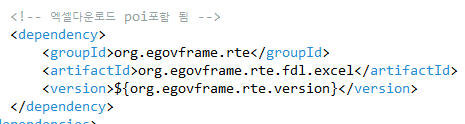 <!-- 엑셀다운로드 poi포함 됨 -->
<dependency>
<groupId>org.egovframe.rte</groupId>
<artifactId>org.egovframe.rte.fdl.excel</artifactId>
<version>${org.egovframe.rte.version}</version>
</dependency>
dependencies>